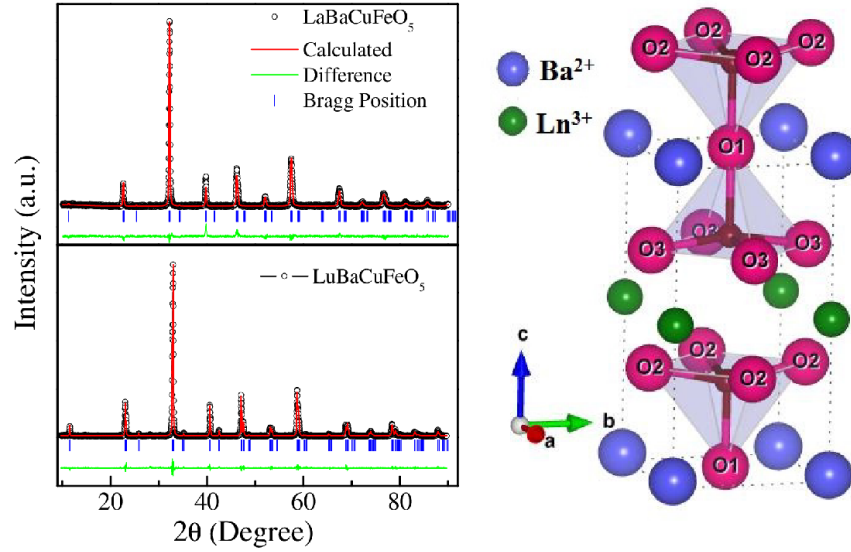 LaBaCuFeO5
Calculated
Difference
Bragg Position
LuBaCuFeO5
Intensity (a.u.)
20 40 60 80
2θ (Degree)
Ba2+
Ln3+
O2 O2
O2 O2
O1
O3 O3
O3 O3
O2 O2
O2 O2
O1
c
b
a